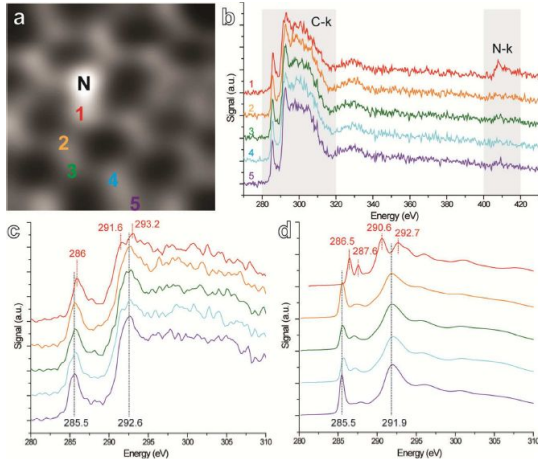 a
N
1
2
3
4
5
b
C-k
N-k
1
2
3
4
5
Signal (a.u.)
280 300 320 340 360 380 400 420
Energy (eV)
c
286
291.6
293.2
285.5
292.6
Signal (a.u.)
280 285 290 295 300 305 310
Energy (eV)
d
286.5
287.6
290.6
292.7
285.5
291.9
Signal (a.u.)
280 285 290 295 300 305 310
Energy (eV)